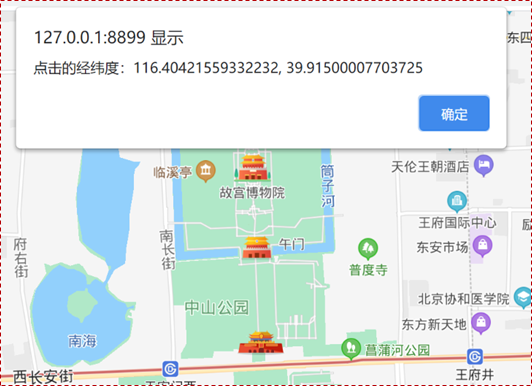 127.0.0.1:8899 显示
点击的经纬度：116.40421559332232, 39.91500007703725
确定
东四
临溪亭
故宫博物院
筒子河
天伦王朝酒店
王府国际中心
府右街
南长街
午门
东安市场
普度寺
中山公园
北京协和医学院
南海
东方新天地
菖蒲河公园
西长安街
王府井